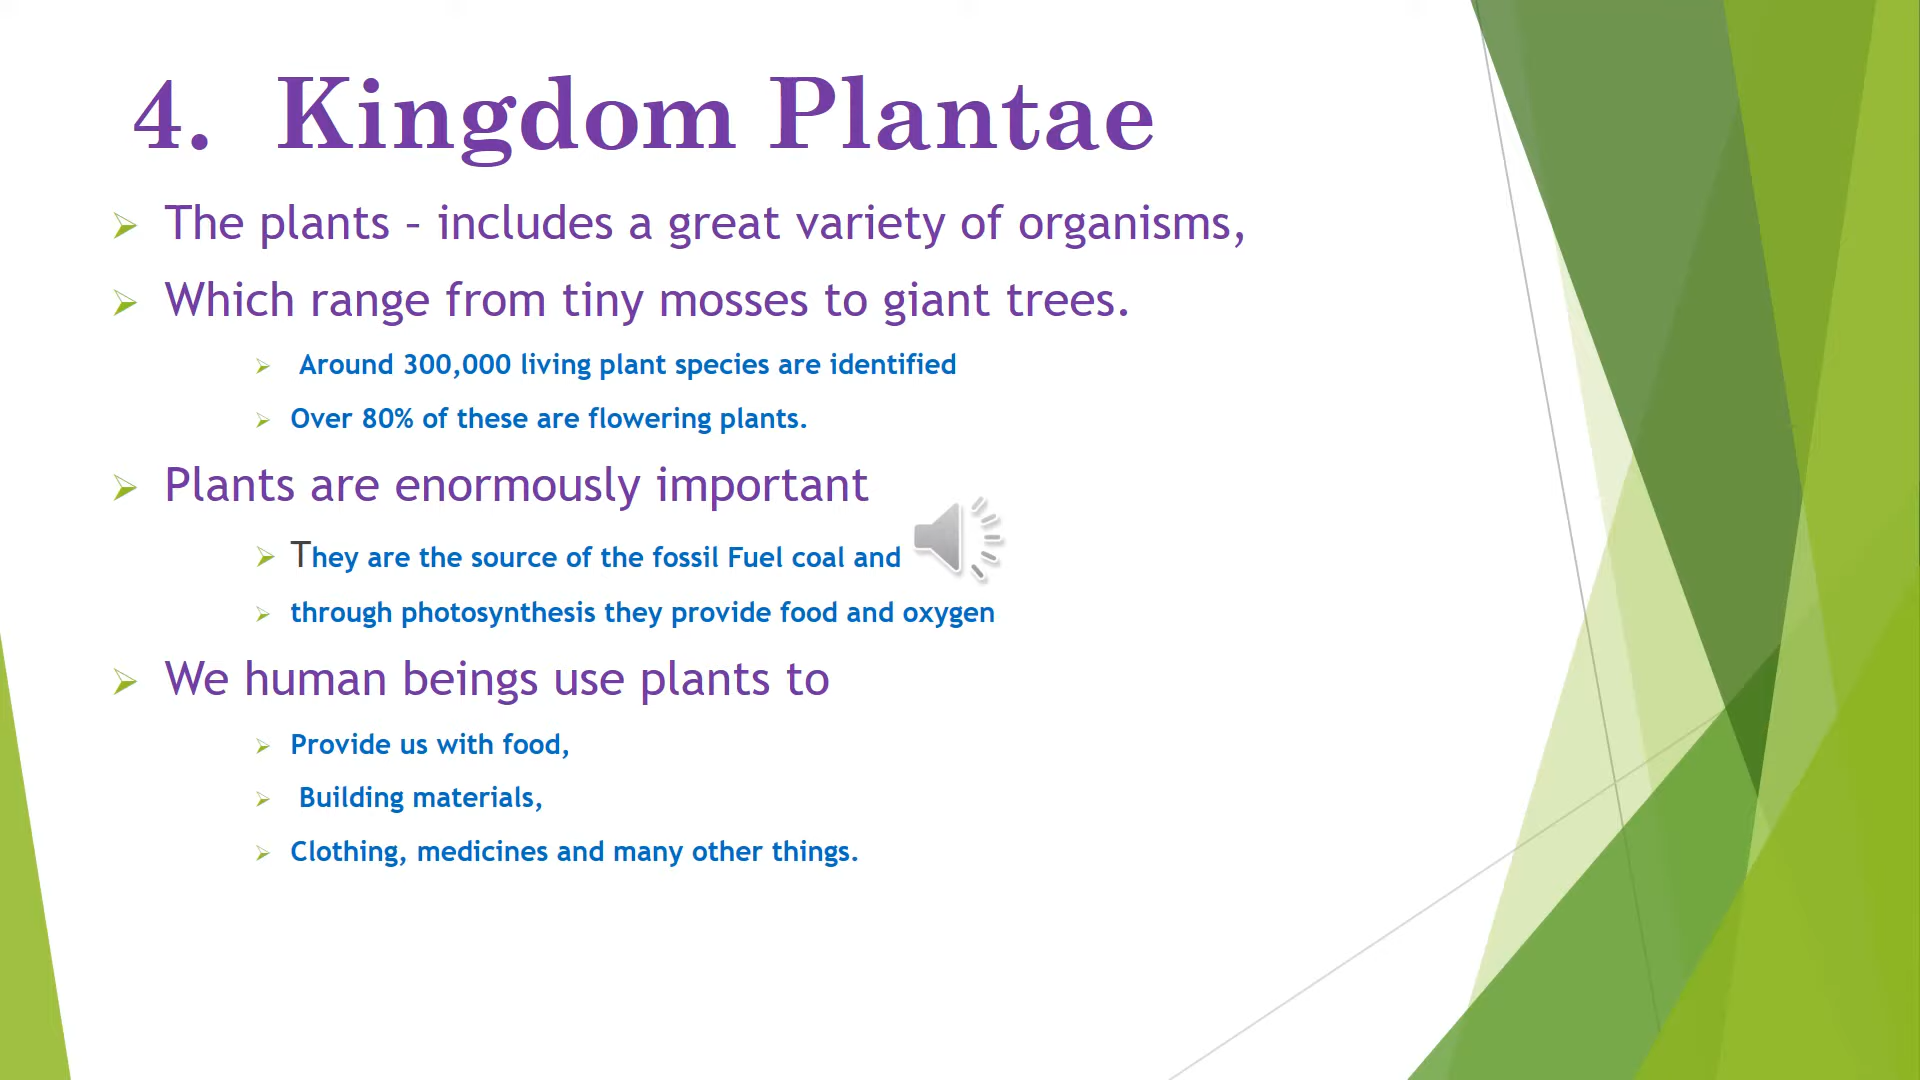 4. Kingdom Plantae
The plants – includes a great variety of organisms,
Which range from tiny mosses to giant trees.
Around 300,000 living plant species are identified
Over 80% of these are flowering plants.
Plants are enormously important
They are the source of the fossil Fuel coal and
through photosynthesis they provide food and oxygen
We human beings use plants to
Provide us with food,
Building materials,
Clothing, medicines and many other things.